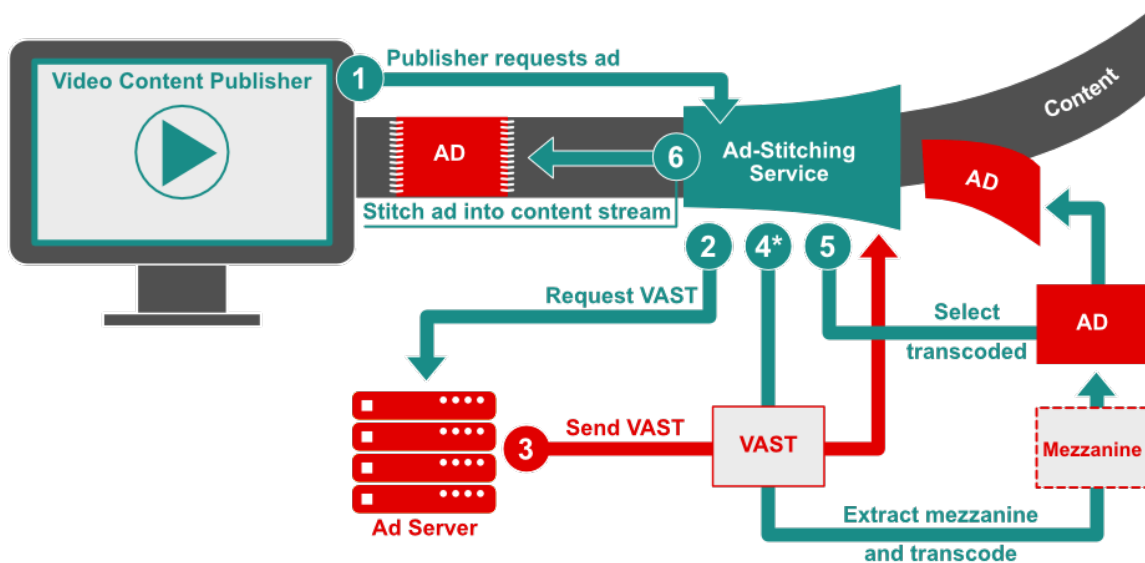 Publisher requests ad
Video Content Publisher
1
Content
AD
6
Ad-Stitching
Service
AD
Stitch ad into content stream
2
4*
5
Request VAST
Select
transcoded
AD
3
Send VAST
VAST
Mezzanine
Ad Server
Extract mezzanine
and transcode